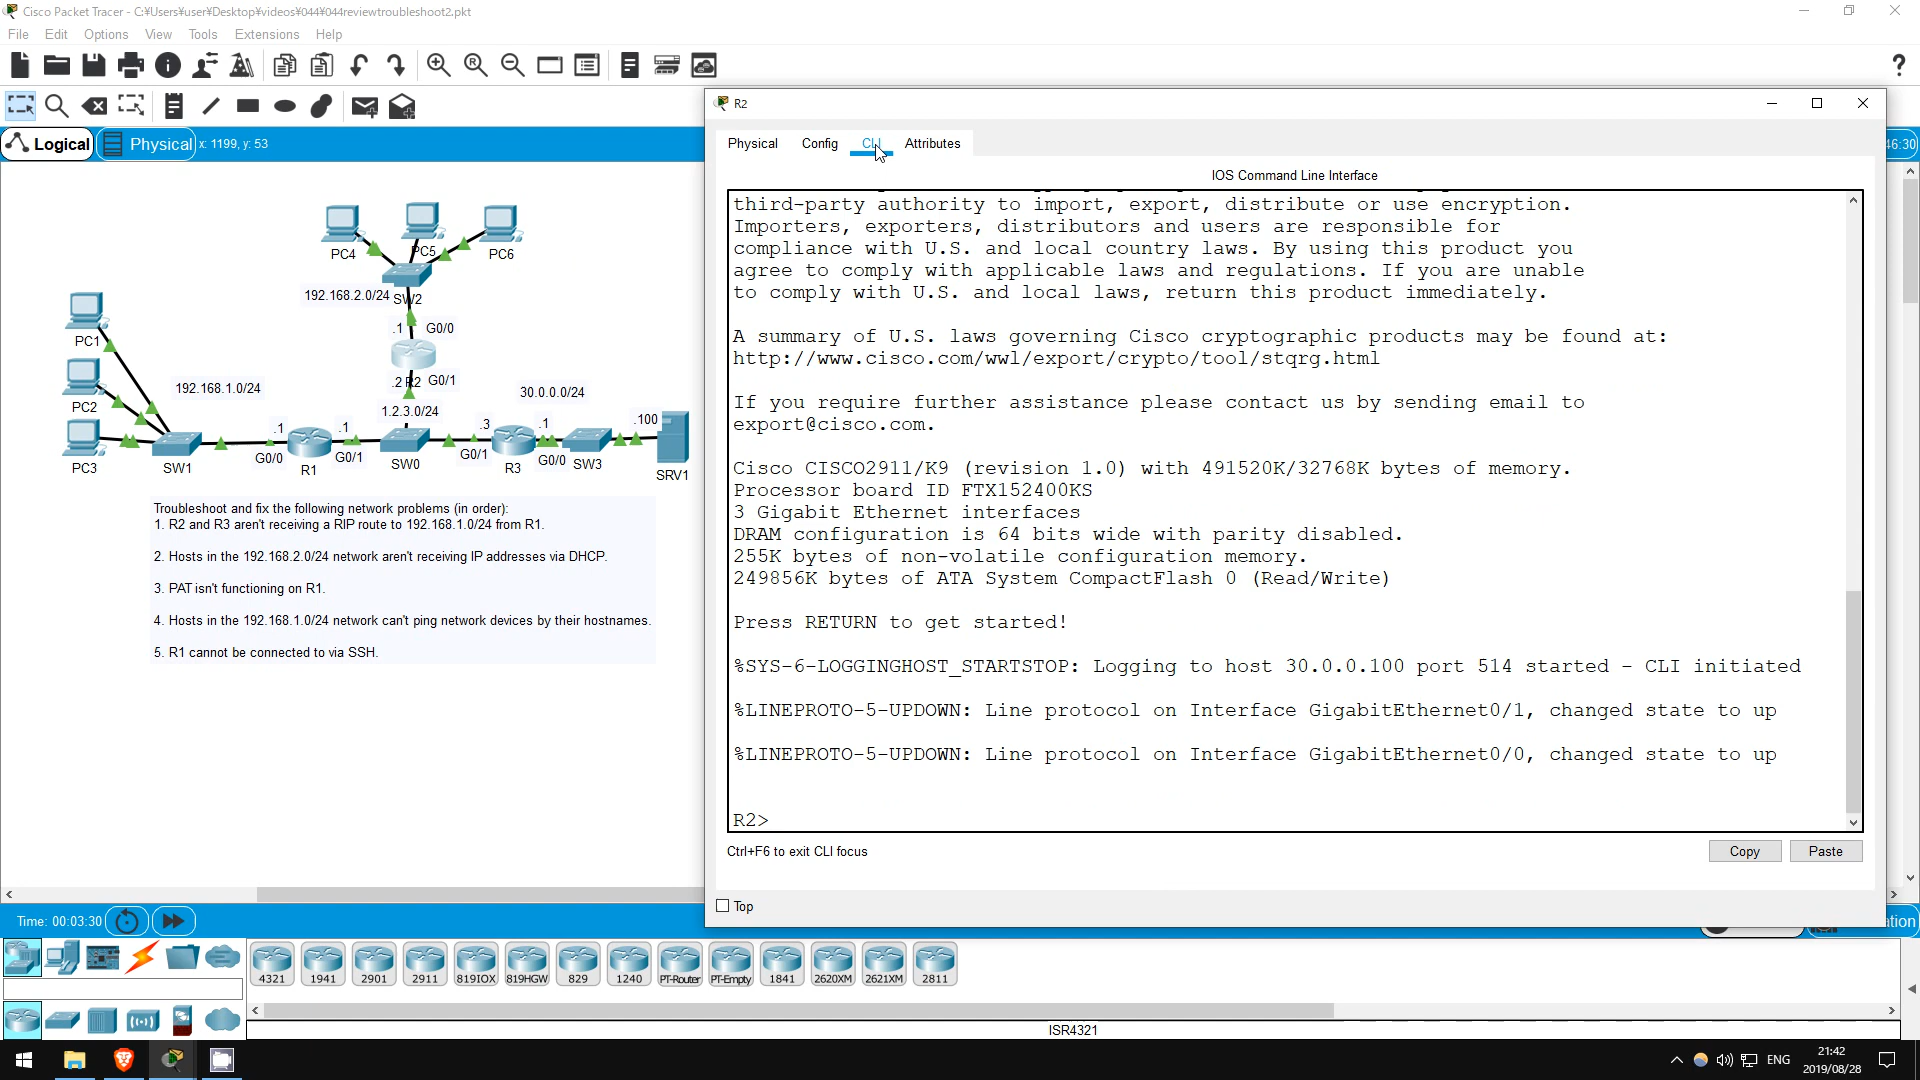 Cisco Packet Tracer - C:¥Users¥user¥Desktop¥videos¥044¥044reviewtroubleshoot2.pkt
File Edit Options View Tools Extensions Help
Logical Physical x: 1199, y: 53
46:30
PC4 PC5 PC6
192.168.2.0/24 SW2
.1 G0/0
PC1
.2 R2 G0/1
192.168.1.0/24 30.0.0.0/24
PC2
1.2.3.0/24
.1 .1 .3 .1 .100
G0/0 G0/1 G0/1 G0/0
PC3 SW1 R1 SW0 R3 SW3 SRV1
Troubleshoot and fix the following network problems (in order):
1. R2 and R3 aren't receiving a RIP route to 192.168.1.0/24 from R1.
2. Hosts in the 192.168.2.0/24 network aren't receiving IP addresses via DHCP.
3. PAT isn't functioning on R1.
4. Hosts in the 192.168.1.0/24 network can't ping network devices by their hostnames.
5. R1 cannot be connected to via SSH.
R2
Physical Config CLI Attributes
IOS Command Line Interface
third-party authority to import, export, distribute or use encryption.
Importers, exporters, distributors and users are responsible for
compliance with U.S. and local country laws. By using this product you
agree to comply with applicable laws and regulations. If you are unable
to comply with U.S. and local laws, return this product immediately.
A summary of U.S. laws governing Cisco cryptographic products may be found at:
http://www.cisco.com/wwl/export/crypto/tool/stqrg.html
If you require further assistance please contact us by sending email to
export@cisco.com.
Cisco CISCO2911/K9 (revision 1.0) with 491520K/32768K bytes of memory.
Processor board ID FTX152400KS
3 Gigabit Ethernet interfaces
DRAM configuration is 64 bits wide with parity disabled.
255K bytes of non-volatile configuration memory.
249856K bytes of ATA System CompactFlash 0 (Read/Write)
Press RETURN to get started!
%SYS-6-LOGGINGHOST_STARTSTOP: Logging to host 30.0.0.100 port 514 started - CLI initiated
%LINEPROTO-5-UPDOWN: Line protocol on Interface GigabitEthernet0/1, changed state to up
%LINEPROTO-5-UPDOWN: Line protocol on Interface GigabitEthernet0/0, changed state to up
R2>
Ctrl+F6 to exit CLI focus
Copy Paste
Top
Time: 00:03:30
ation
4321 1941 2901 2911 819IOX 819HGW 829 1240 PT-Router PT-Empty 1841 2620XM 2621XM 2811
ISR4321
ENG
21:42
2019/08/28